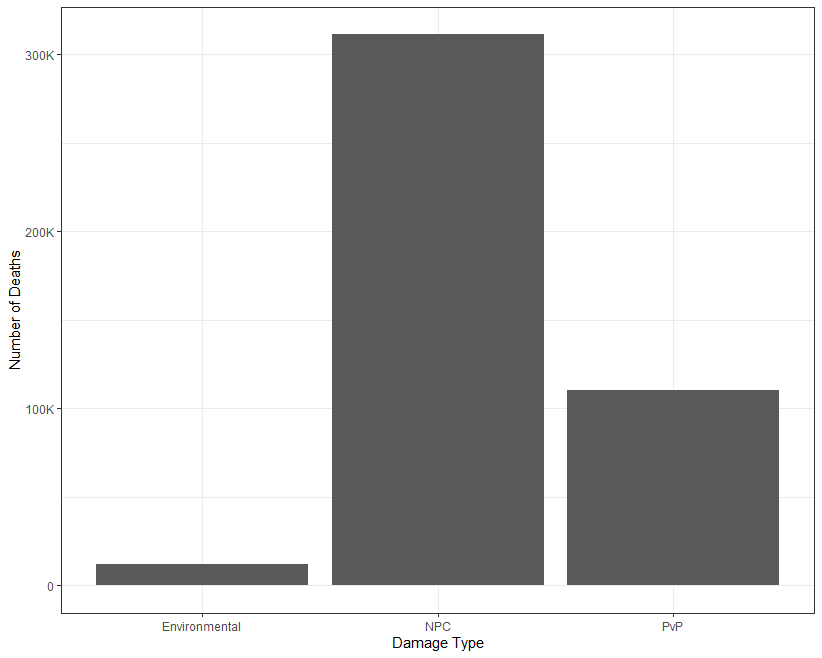 Number of Deaths
300K
200K
100K
0
Environmental
NPC
PvP
Damage Type